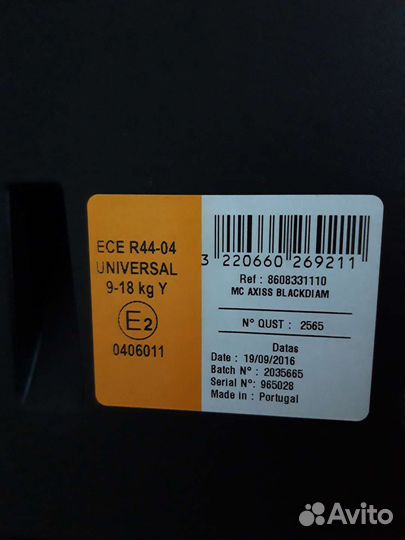 ECE R44-04
UNIVERSAL
9-18 kg Y
E2
0406011
3 220660 269211
Ref : 8608331110
MC AXISS BLACKDIAM
N° QUST : 2565
Datas
Date : 19/09/2016
Batch N° : 2035665
Serial N° : 965028
Made in : Portugal
Avito